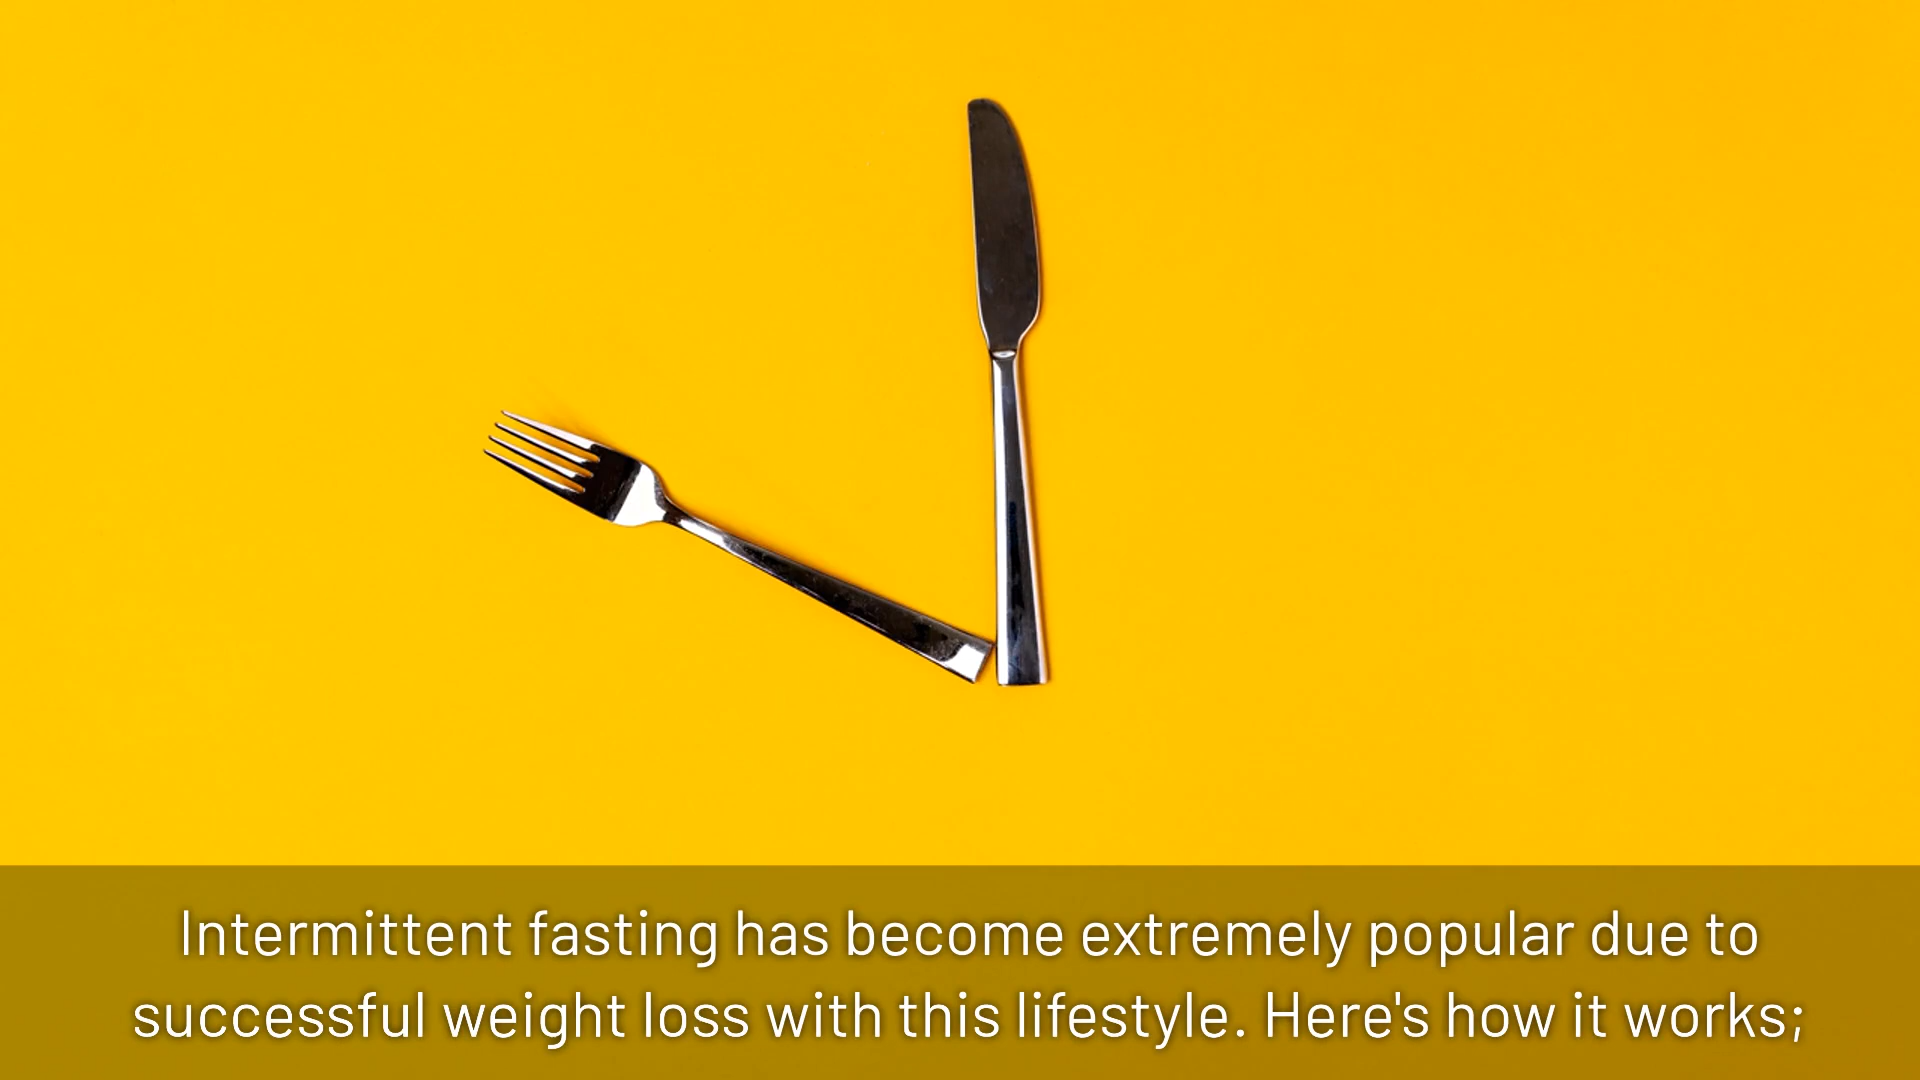 Intermittent fasting has become extremely popular due to
successful weight loss with this lifestyle. Here's how it works;